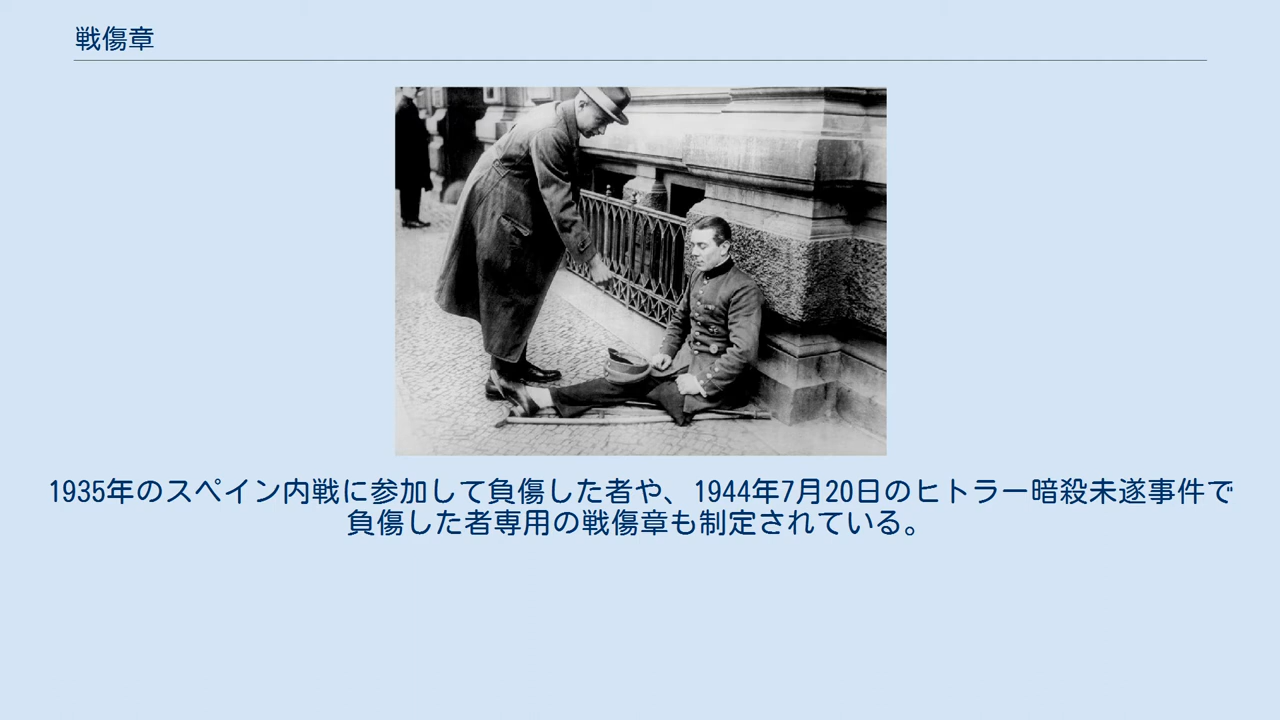 戦傷章
1935年のスペイン内戦に参加して負傷した者や、1944年7月20日のヒトラー暗殺未遂事件で
負傷した者専用の戦傷章も制定されている。